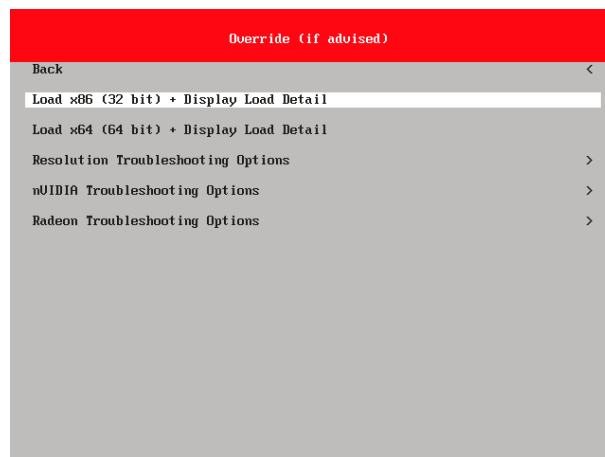 Override (if advised)
Back <
Load x86 (32 bit) + Display Load Detail
Load x64 (64 bit) + Display Load Detail
Resolution Troubleshooting Options >
nVIDIA Troubleshooting Options >
Radeon Troubleshooting Options >